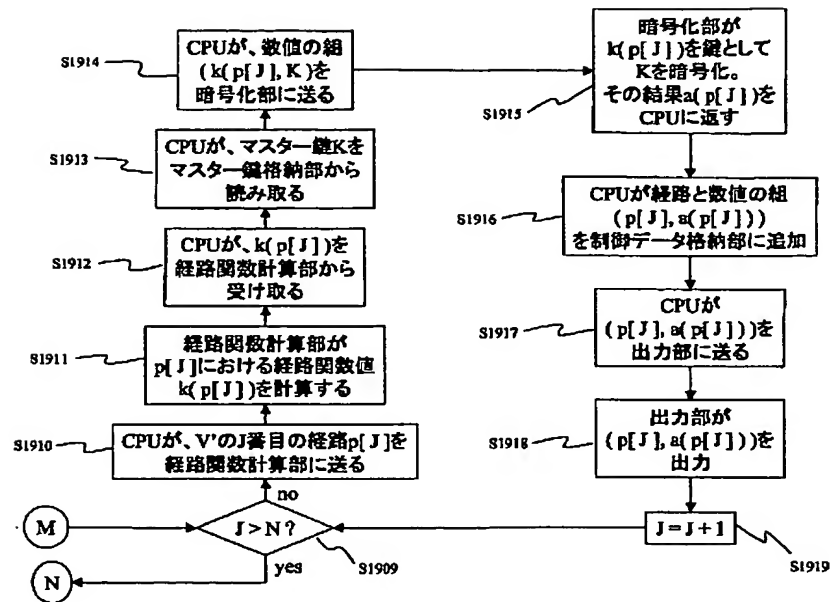 S1914
CPUが、数値の組
( k( p[ J ], K )を
暗号化部に送る
S1913
CPUが、マスター鍵Kを
マスター鍵格納部から
読み取る
S1912
CPUが、k( p[ J ])を
経路関数計算部から
受け取る
S1911
経路関数計算部が
p[ J ]における経路関数値
k( p[ J ])を計算する
S1910
CPUが、V'のJ番目の経路p[ J ]を
経路関数計算部に送る
no
M
J > N ?
yes
S1909
N
暗号化部が
k( p[ J ])を鍵として
Kを暗号化。
その結果a( p[ J ])を
CPUに返す
S1915
CPUが経路と数値の組
( p[ J ], a( p[ J ]))
を制御データ格納部に追加
S1916
CPUが
( p[ J ], a( p[ J ]))を
出力部に送る
S1917
出力部が
( p[ J ], a( p[ J ]))を
出力
S1918
J = J + 1
S1919